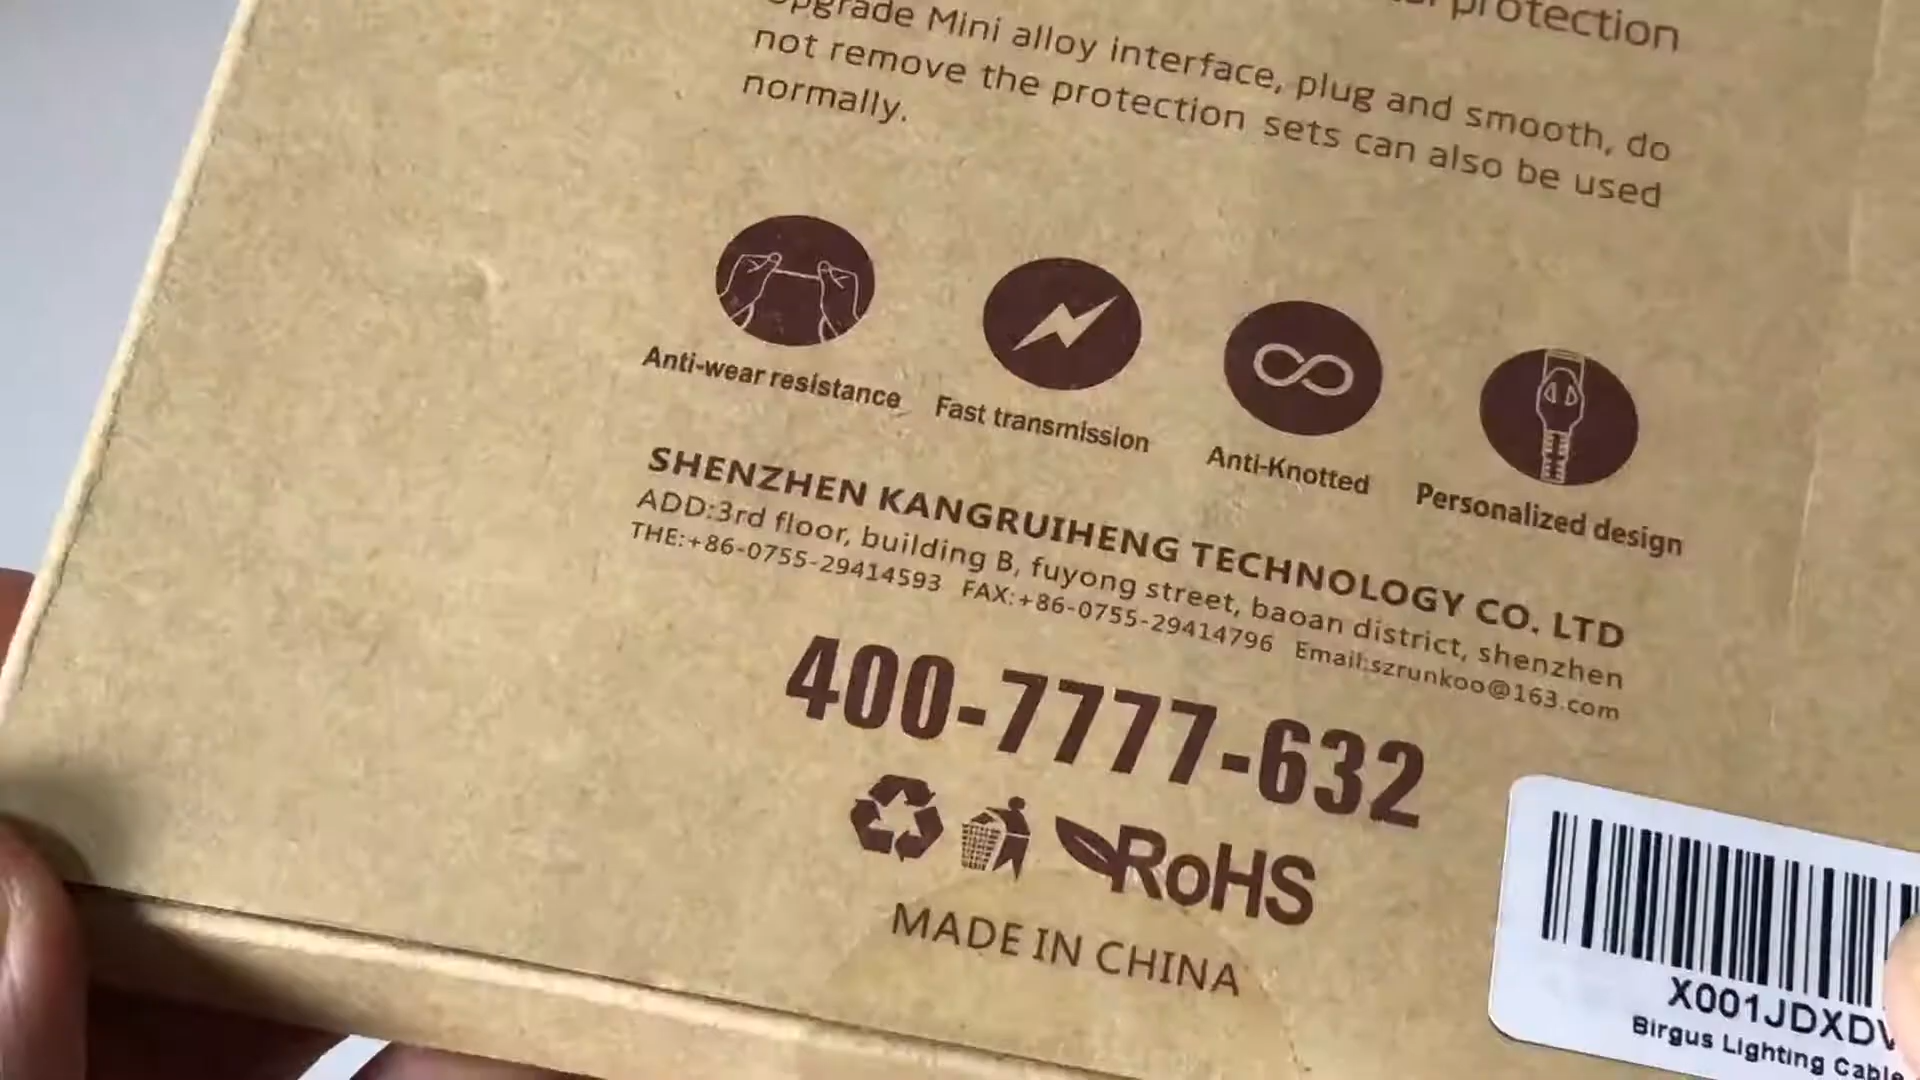 protection
Upgrade Mini alloy interface, plug and smooth, do
not remove the protection sets can also be used
normally.
Anti-wear resistance
Fast transmission
Anti-Knotted
Personalized design
SHENZHEN KANGRUIHENG TECHNOLOGY CO. LTD
ADD:3rd floor, building B, fuyong street, baoan district, shenzhen
THE:+86-0755-29414593 FAX:+86-0755-29414796 Email:szrunkoo@163.com
400-7777-632
RoHS
MADE IN CHINA
X001JDXD
Birgus Lighting Cable